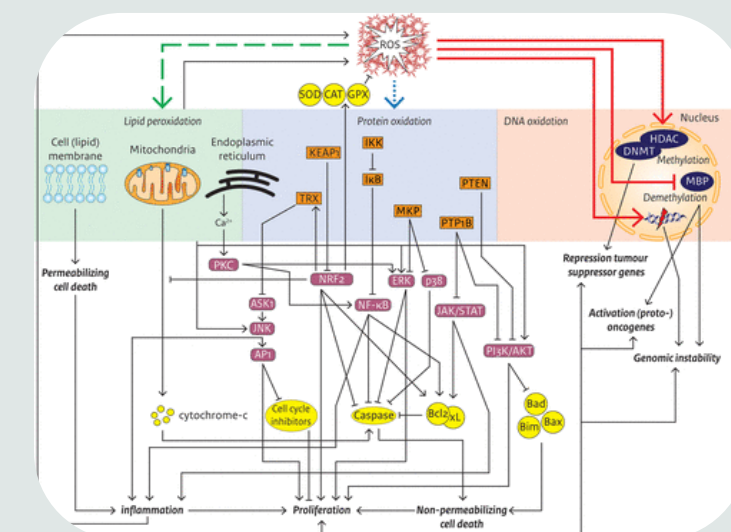 ROS
SOD CAT GPX
Lipid peroxidation
Protein oxidation
DNA oxidation
Nucleus
Cell (lipid)
membrane
Mitochondria
Endoplasmic
reticulum
KEAP1
IKK
IκB
HDAC
DNMT
Methylation
MBP
Demethylation
TRX
MKP
PTEN
PTP1B
Ca²⁺
Permeabilizing
cell death
PKC
NRF2
ERK
p38
Repression tumour
suppressor genes
ASK1
NF-κB
JAK/STAT
JNK
Activation (proto-)
oncogenes
AP1
PI3K/AKT
Genomic instability
cytochrome-c
Cell cycle
inhibitors
Caspase
Bcl2
xL
Bad
Bim
Bax
inflammation
Proliferation
Non-permeabilizing
cell death